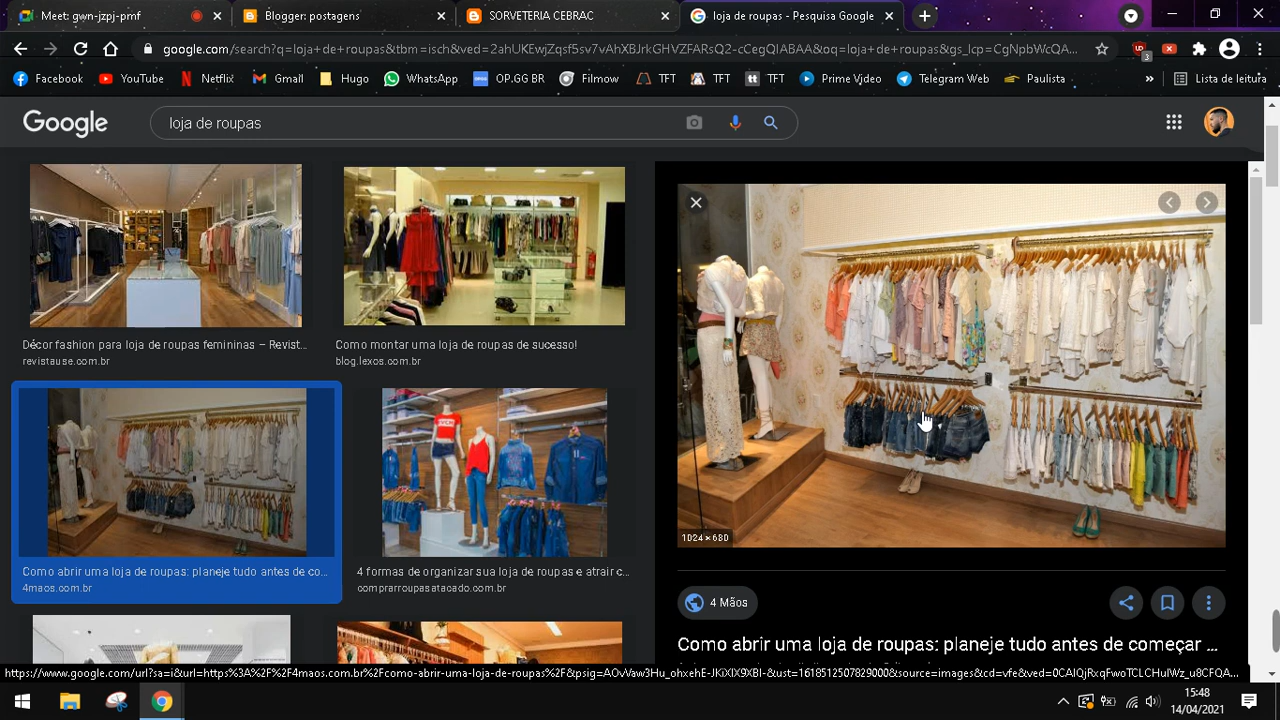 Meet: gwn-jzpj-pmf
Blogger: postagens
SORVETERIA CEBRAC
loja de roupas - Pesquisa Google
google.com/search?q=loja+de+roupas&tbm=isch&ved=2ahUKEwjZqsf5sv7vAhXBJrkGHVZFARsQ2-cCegQIABAA&oq=loja+de+roupas&gs_lcp=CgNpbWcQA...
3
Facebook
YouTube
Netflix
Gmail
Hugo
WhatsApp
OP.GG BR
Filmow
TFT
TFT
TFT
Prime Video
Telegram Web
Paulista
»
Lista de leitura
Google
loja de roupas
Décor fashion para loja de roupas femininas – Revist...
revistause.com.br
Como montar uma loja de roupas de sucesso!
blog.lexos.com.br
Como abrir uma loja de roupas: planeje tudo antes de co...
4maos.com.br
4 formas de organizar sua loja de roupas e atrair c...
comprarroupasatacado.com.br
1024×680
4 Mãos
Como abrir uma loja de roupas: planeje tudo antes de começar ...
https://www.google.com/url?sa=i&url=https%3A%2F%2F4maos.com.br%2Fcomo-abrir-uma-loja-de-roupas%2F&psig=AOvVaw3Hu_ohxehE-JKiXIX9XBI-&ust=1618512507829000&source=images&cd=vfe&ved=0CAIQjRxqFwoTCLCHulWz_u8CFQA...
15:48
14/04/2021